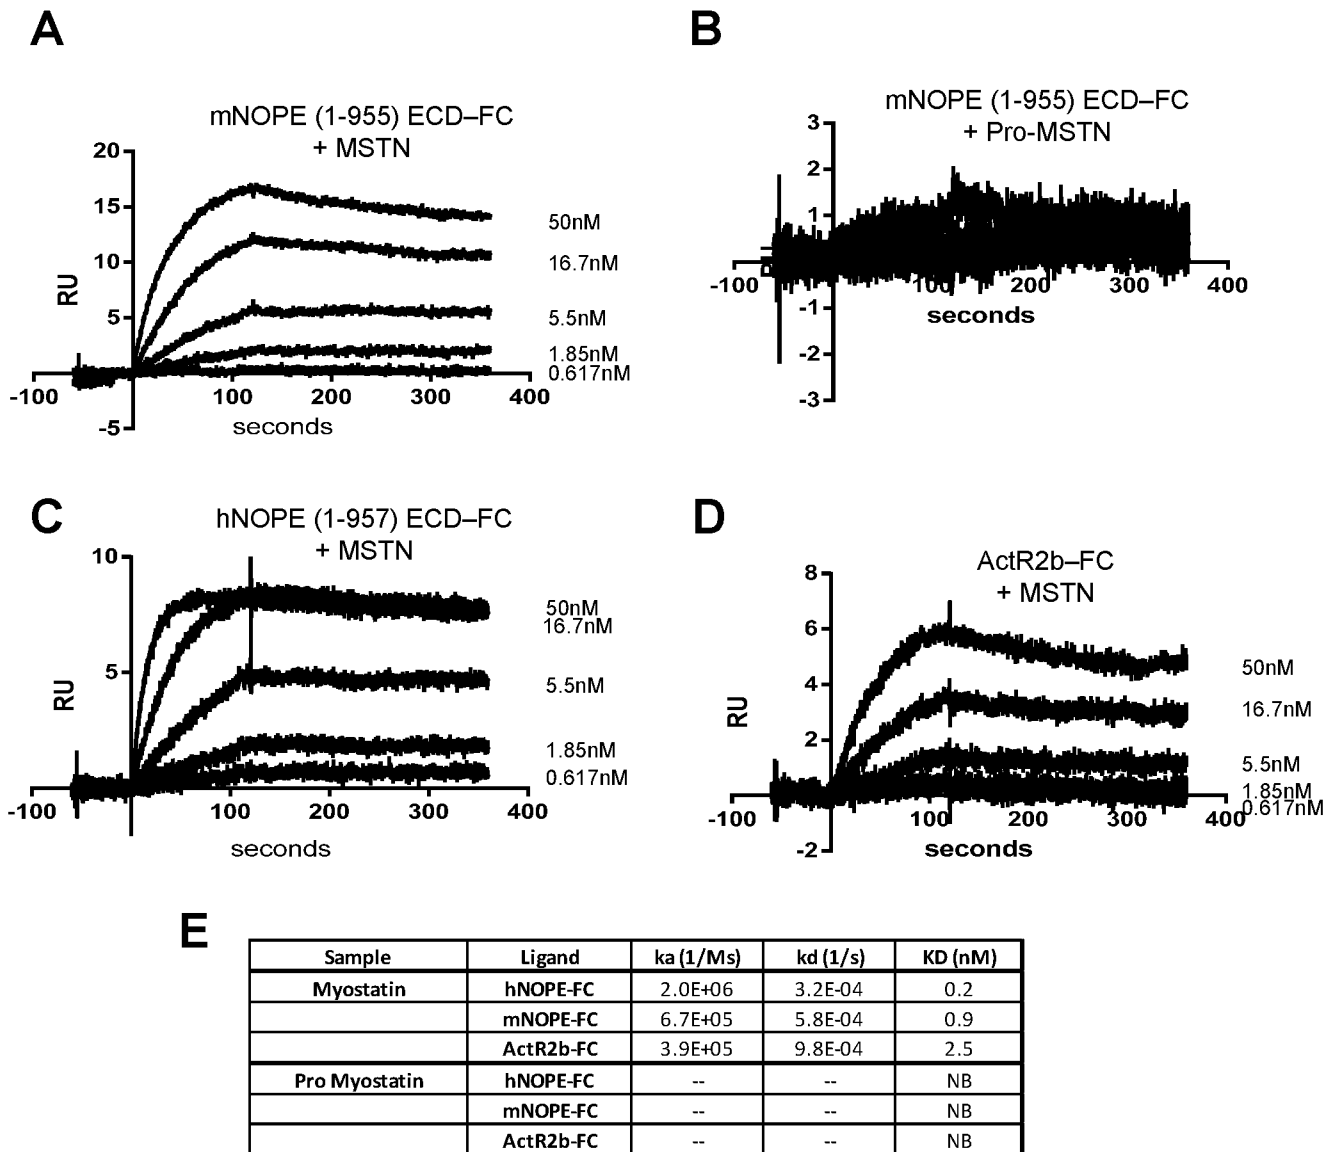 A
mNOPE (1-955) ECD–FC
+ MSTN
20
15
10
5
-5
RU
-100
100
200
300
400
seconds
50nM
16.7nM
5.5nM
1.85nM
0.617nM
B
mNOPE (1-955) ECD–FC
+ Pro-MSTN
3
2
1
-1
-2
-3
-100
100
200
300
400
seconds
C
hNOPE (1-957) ECD–FC
+ MSTN
10
5
RU
-100
100
200
300
400
seconds
50nM
16.7nM
5.5nM
1.85nM
0.617nM
D
ActR2b–FC
+ MSTN
8
6
4
2
-2
RU
-100
100
200
300
400
seconds
50nM
16.7nM
5.5nM
1.85nM
0.617nM
E
Sample Ligand ka (1/Ms) kd (1/s) KD (nM)
Myostatin hNOPE-FC 2.0E+06 3.2E-04 0.2
mNOPE-FC 6.7E+05 5.8E-04 0.9
ActR2b-FC 3.9E+05 9.8E-04 2.5
Pro Myostatin hNOPE-FC -- -- NB
mNOPE-FC -- -- NB
ActR2b-FC -- -- NB